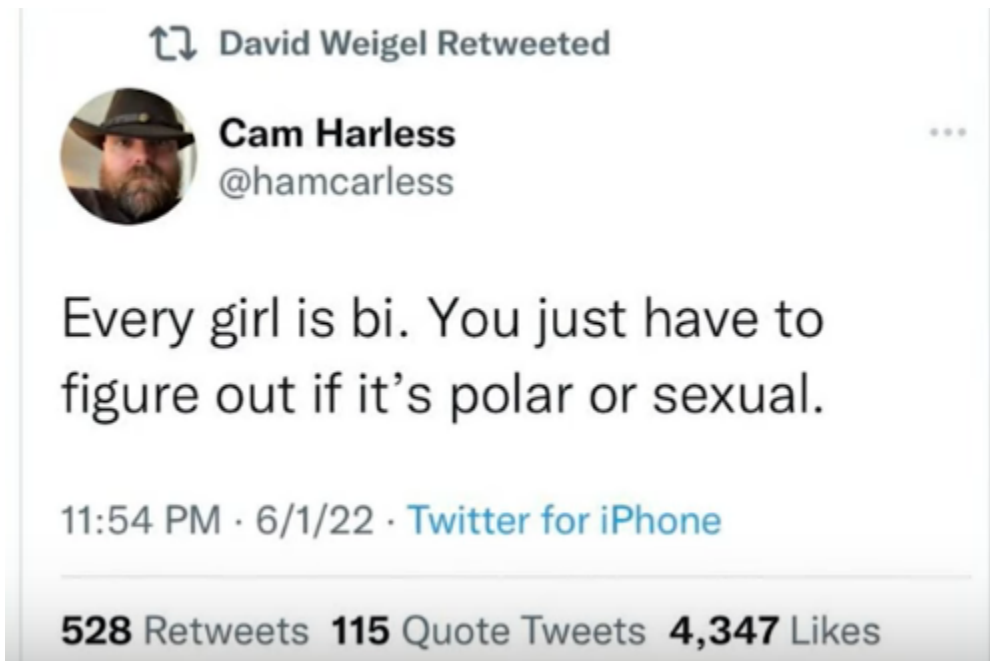 David Weigel Retweeted
Cam Harless
@hamcarless
Every girl is bi. You just have to
figure out if it’s polar or sexual.
11:54 PM · 6/1/22 · Twitter for iPhone
528 Retweets 115 Quote Tweets 4,347 Likes